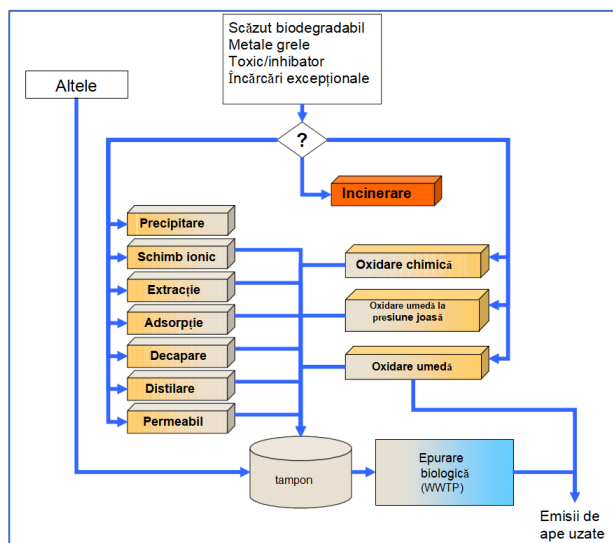 Scăzut biodegradabil
Metale grele
Toxic/inhibator
Încărcări excepționale
Altele
?
Incinerare
Precipitare
Schimb ionic
Extracție
Adsorpție
Decapare
Distilare
Permeabil
Oxidare chimică
Oxidare umedă la
presiune joasă
Oxidare umedă
tampon
Epurare
biologică
(WWTP)
Emisii de
ape uzate